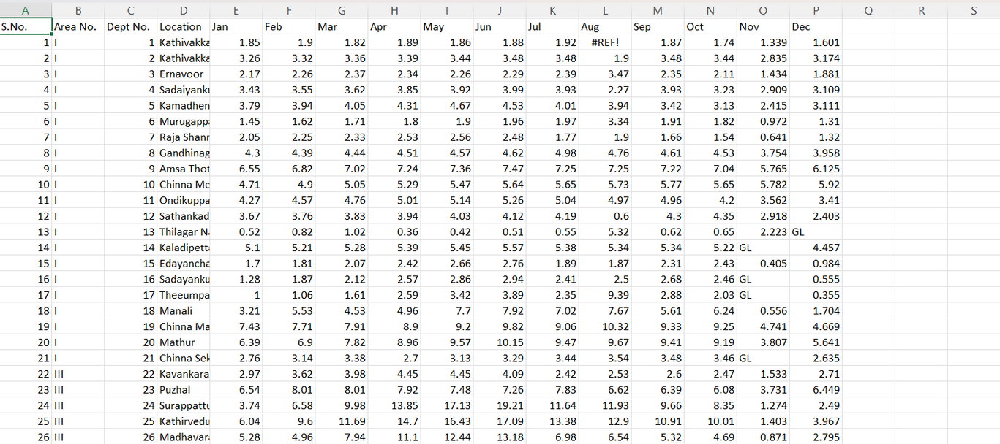 A B C D E F G H I J K L M N O P Q R S
S.No. Area No. Dept No. Location Jan Feb Mar Apr May Jun Jul Aug Sep Oct Nov Dec
1 I 1 Kathivakka 1.85 1.9 1.82 1.89 1.86 1.88 1.92 #REF! 1.87 1.74 1.339 1.601
2 I 2 Kathivakka 3.26 3.32 3.36 3.39 3.44 3.48 3.48 1.9 3.48 3.44 2.835 3.174
3 I 3 Ernavoor 2.17 2.26 2.37 2.34 2.26 2.29 2.39 3.47 2.35 2.11 1.434 1.881
4 I 4 Sadaiyanku 3.43 3.55 3.62 3.85 3.92 3.99 3.93 2.27 3.93 3.23 2.909 3.109
5 I 5 Kamadhen 3.79 3.94 4.05 4.31 4.67 4.53 4.01 3.94 3.42 3.13 2.415 3.111
6 I 6 Murugappa 1.45 1.62 1.71 1.8 1.9 1.96 1.97 3.34 1.91 1.82 0.972 1.31
7 I 7 Raja Shann 2.05 2.25 2.33 2.53 2.56 2.48 1.77 1.9 1.66 1.54 0.641 1.32
8 I 8 Gandhinag 4.3 4.39 4.44 4.51 4.57 4.62 4.98 4.76 4.61 4.53 3.754 3.958
9 I 9 Amsa Thot 6.55 6.82 7.02 7.24 7.36 7.47 7.25 7.25 7.22 7.04 5.765 6.125
10 I 10 Chinna Me 4.71 4.9 5.05 5.29 5.47 5.64 5.65 5.73 5.77 5.65 5.782 5.92
11 I 11 Ondikuppa 4.27 4.57 4.76 5.01 5.14 5.26 5.04 4.97 4.96 4.2 3.562 3.41
12 I 12 Sathankad 3.67 3.76 3.83 3.94 4.03 4.12 4.19 0.6 4.3 4.35 2.918 2.403
13 I 13 Thilagar Na 0.52 0.82 1.02 0.36 0.42 0.51 0.55 5.32 0.62 0.65 2.223 GL
14 I 14 Kaladipetta 5.1 5.21 5.28 5.39 5.45 5.57 5.38 5.34 5.34 5.22 GL 4.457
15 I 15 Edayancha 1.7 1.81 2.07 2.42 2.66 2.76 1.89 1.87 2.31 2.43 0.405 0.984
16 I 16 Sadayanku 1.28 1.87 2.12 2.57 2.86 2.94 2.41 2.5 2.68 2.46 GL 0.555
17 I 17 Theeumpa 1 1.06 1.61 2.59 3.42 3.89 2.35 9.39 2.88 2.03 GL 0.355
18 I 18 Manali 3.21 5.53 4.53 4.96 7.7 7.92 7.02 7.67 5.61 6.24 0.556 1.704
19 I 19 Chinna Ma 7.43 7.71 7.91 8.9 9.2 9.82 9.06 10.32 9.33 9.25 4.741 4.669
20 I 20 Mathur 6.39 6.9 7.82 8.96 9.57 10.15 9.47 9.67 9.41 9.19 3.807 5.641
21 I 21 Chinna Sek 2.76 3.14 3.38 2.7 3.13 3.29 3.44 3.54 3.48 3.46 GL 2.635
22 III 22 Kavankara 2.97 3.62 3.98 4.45 4.45 4.09 2.42 2.53 2.6 2.47 1.533 2.71
23 III 23 Puzhal 6.54 8.01 8.01 7.92 7.48 7.26 7.83 6.62 6.39 6.08 3.731 6.449
24 III 24 Surappattu 3.74 6.58 9.98 13.85 17.13 19.21 11.64 11.93 9.66 8.35 1.274 2.49
25 III 25 Kathirvedu 6.04 9.6 11.69 14.7 16.43 17.09 13.38 12.9 10.91 10.01 1.403 3.967
26 III 26 Madhavara 5.28 4.96 7.94 11.1 12.44 13.18 6.98 6.54 5.32 4.69 0.871 2.795